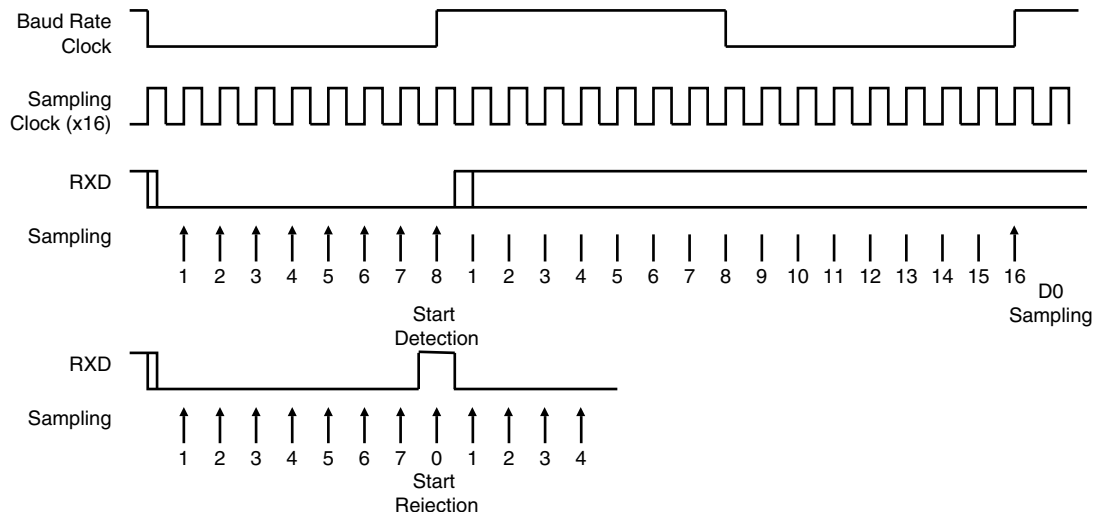 Baud Rate
Clock
Sampling
Clock (x16)
RXD
Sampling
1 2 3 4 5 6 7 8 1 2 3 4 5 6 7 8 9 10 11 12 13 14 15 16
D0
Sampling
Start
Detection
RXD
Sampling
1 2 3 4 5 6 7 0 1 2 3 4
Start
Rejection